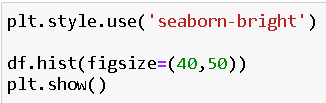 plt.style.use('seaborn-bright')
df.hist(figsize=(40,50))
plt.show()